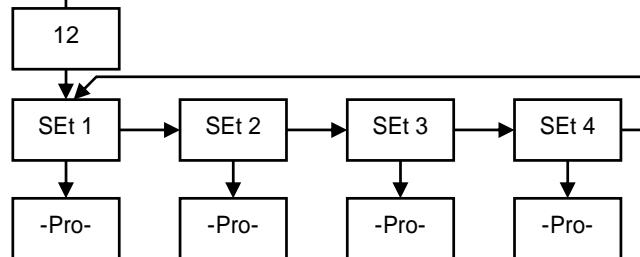 12
SEt 1 SEt 2 SEt 3 SEt 4
-Pro- -Pro- -Pro- -Pro-